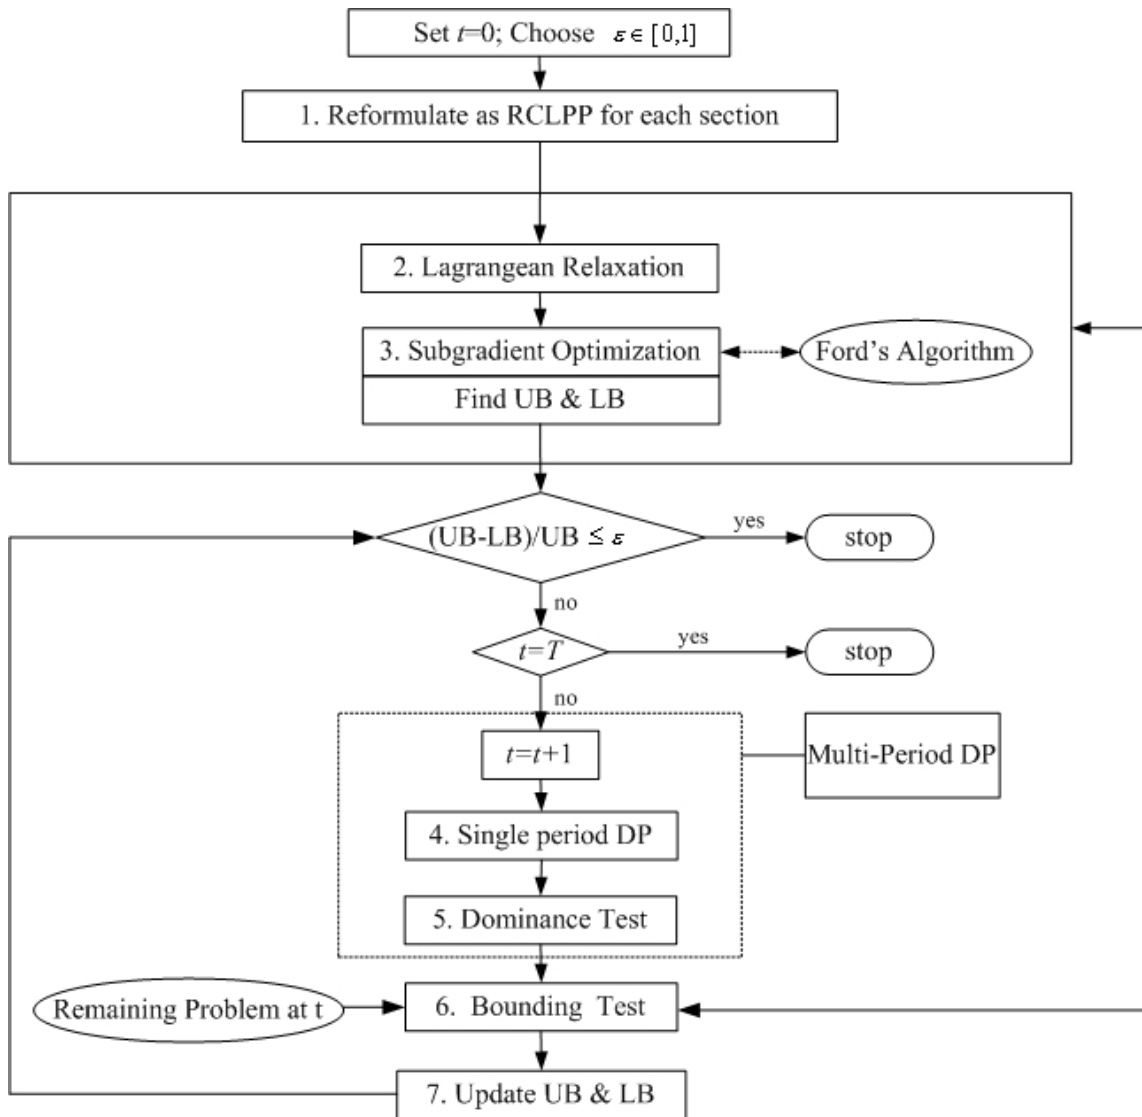 Set t=0; Choose ε ∈ [0,1]
1. Reformulate as RCLPP for each section
2. Lagrangean Relaxation
3. Subgradient Optimization
Ford's Algorithm
Find UB & LB
(UB-LB)/UB ≤ ε
yes
stop
no
t=T
yes
stop
no
t=t+1
Multi-Period DP
4. Single period DP
5. Dominance Test
Remaining Problem at t
6. Bounding Test
7. Update UB & LB